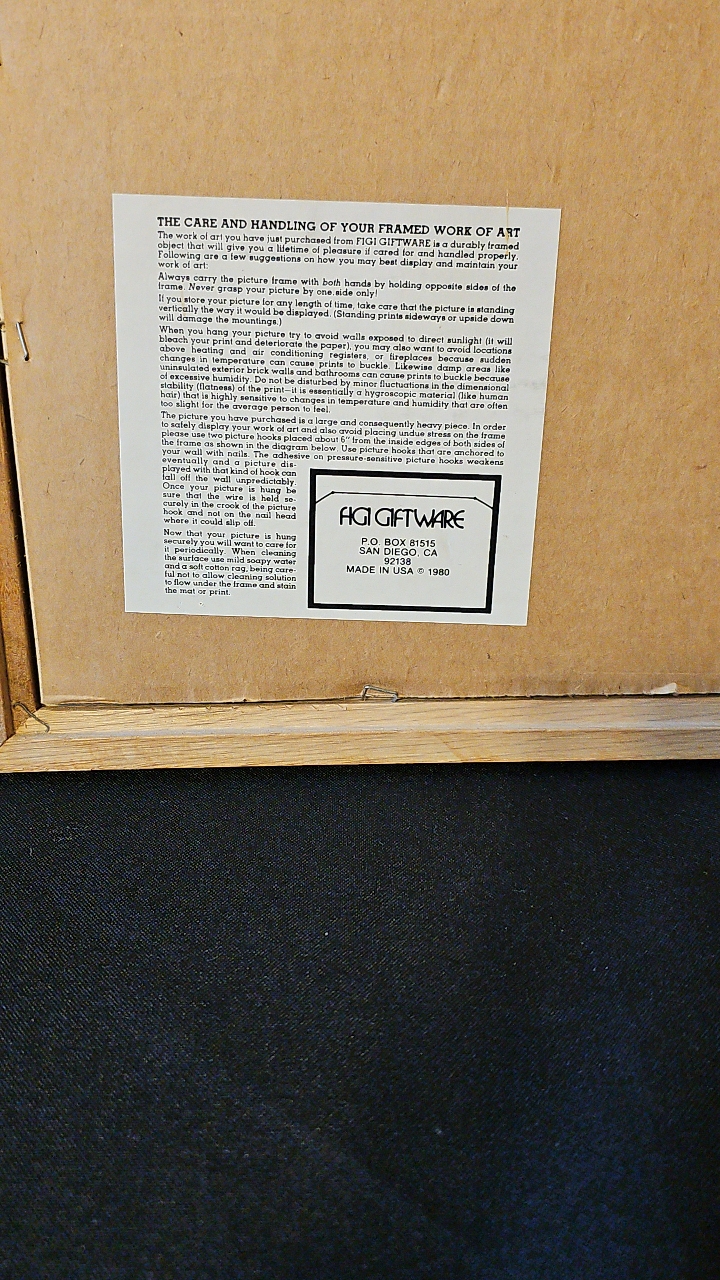 THE CARE AND HANDLING OF YOUR FRAMED WORK OF ART
The work of art you have just purchased from FIGI GIFTWARE is a durably framed
object that will give you a lifetime of pleasure if cared for and handled properly.
Following are a few suggestions on how you may best display and maintain your
work of art:
Always carry the picture frame with both hands by holding opposite sides of the
frame. Never grasp your picture by one side only!
If you store your picture for any length of time, take care that the picture is standing
vertically the way it would be displayed. (Standing prints sideways or upside down
will damage the mountings.)
When you hang your picture try to avoid walls exposed to direct sunlight (it will
bleach your print and deteriorate the paper), you may also want to avoid locations
above heating and air conditioning registers, or fireplaces because sudden
changes in temperature can cause prints to buckle. Likewise damp areas like
uninsulated exterior brick walls and bathrooms can cause prints to buckle because
of excessive humidity. Do not be disturbed by minor fluctuations in the dimensional
stability (flatness) of the print—it is essentially a hygroscopic material (like human
hair) that is highly sensitive to changes in temperature and humidity that are often
too slight for the average person to feel.
The picture you have purchased is a large and consequently heavy piece. In order
to safely display your work of art and also avoid placing undue stress on the frame
please use two picture hooks placed about 6" from the inside edges of both sides of
the frame as shown in the diagram below. Use picture hooks that are anchored to
your wall with nails. The adhesive on pressure-sensitive picture hooks weakens
eventually and a picture dis-
played with that kind of hook can
fall off the wall unpredictably.
Once your picture is hung be
sure that the wire is held se-
curely in the crook of the picture
hook and not on the nail head
where it could slip off.
Now that your picture is hung
securely you will want to care for
it periodically. When cleaning
the surface use mild soapy water
and a soft cotton rag, being care-
ful not to allow cleaning solution
to flow under the frame and stain
the mat or print.
FIGI GIFTWARE
P.O. BOX 81515
SAN DIEGO, CA
92138
MADE IN USA © 1980